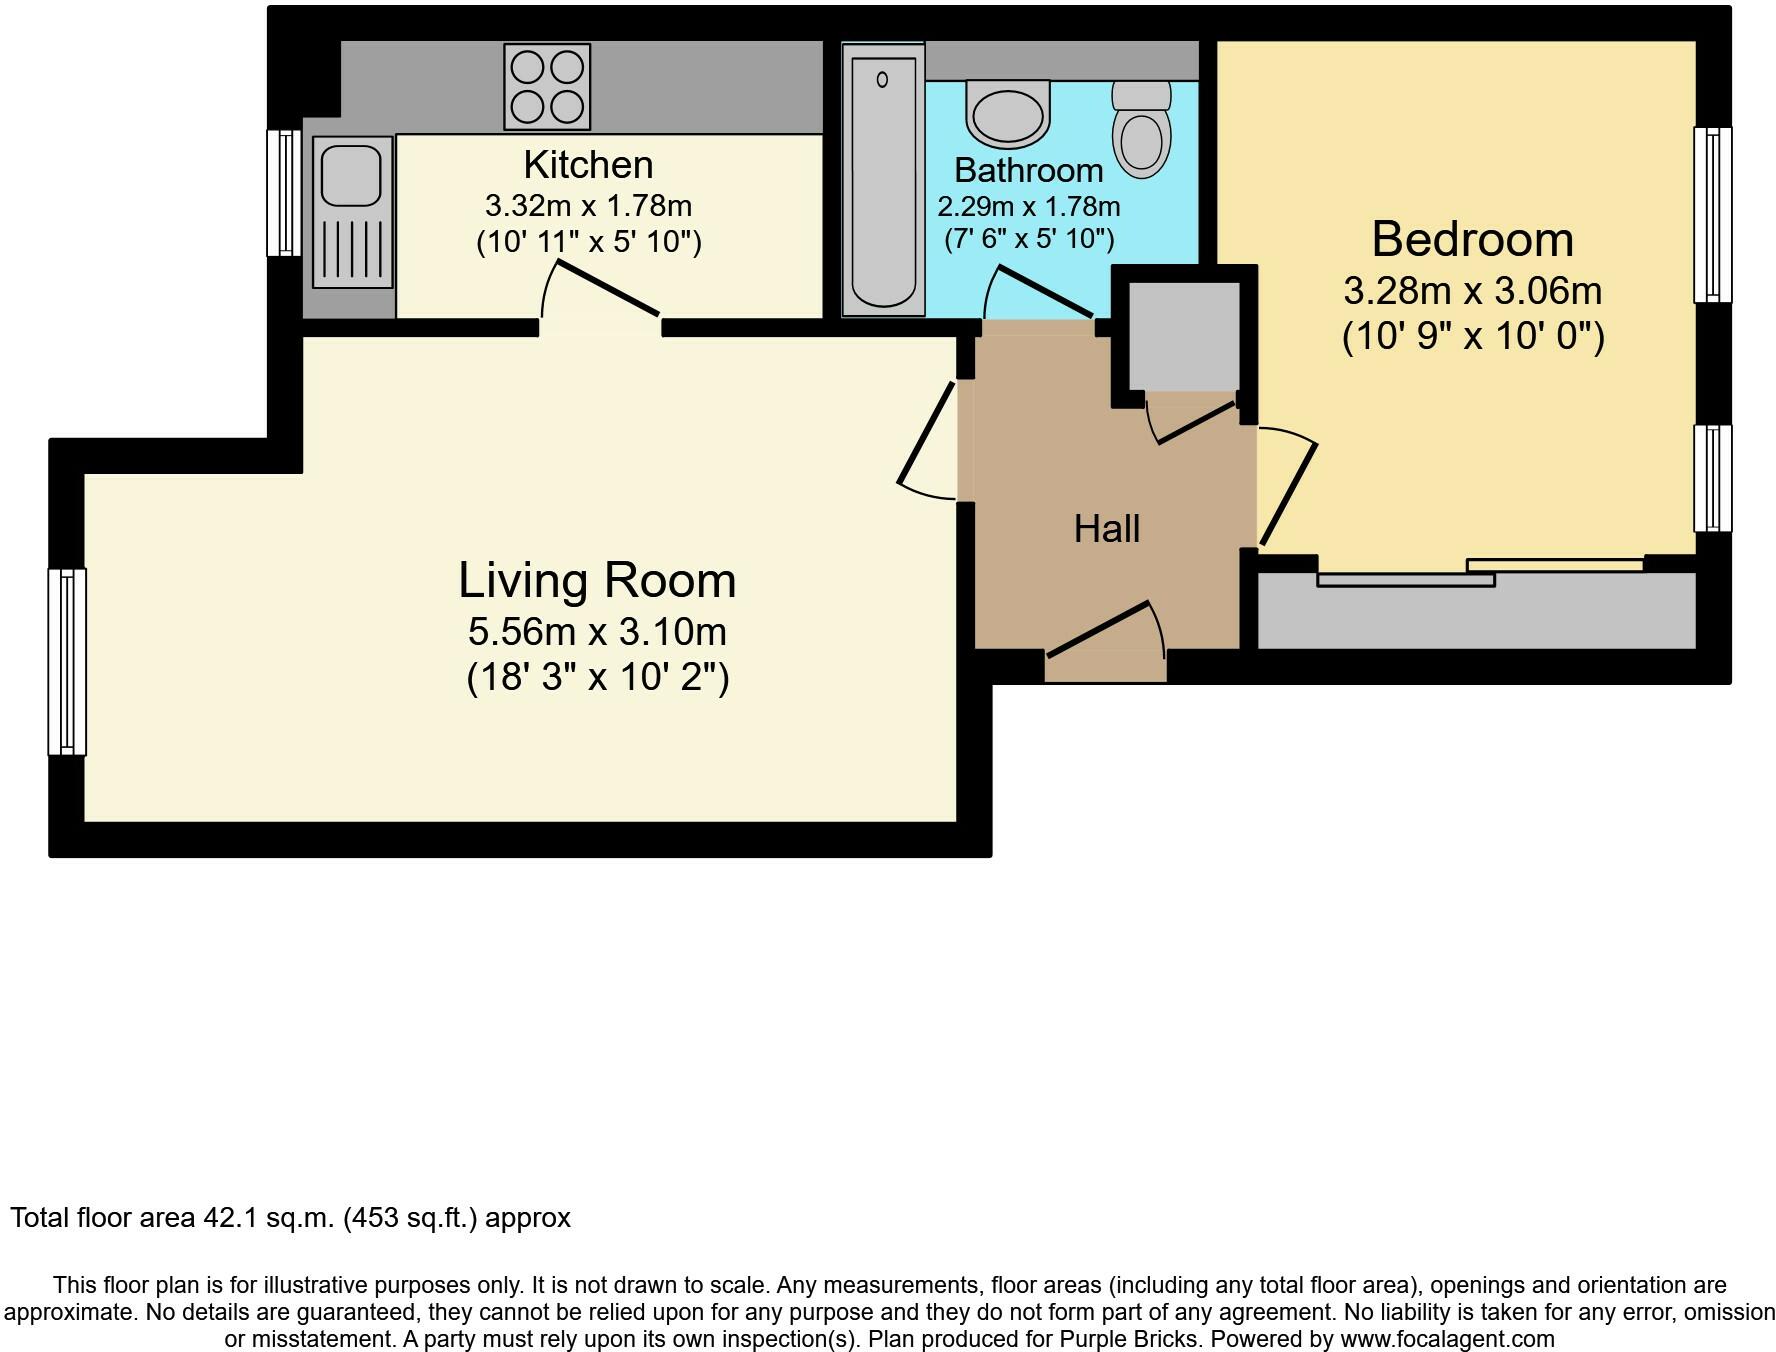 Kitchen
3.32m x 1.78m
(10' 11" x 5' 10")
Bathroom
2.29m x 1.78m
(7' 6" x 5' 10")
Bedroom
3.28m x 3.06m
(10' 9" x 10' 0")
Hall
Living Room
5.56m x 3.10m
(18' 3" x 10' 2")
Total floor area 42.1 sq.m. (453 sq.ft.) approx
This floor plan is for illustrative purposes only. It is not drawn to scale. Any measurements, floor areas (including any total floor area), openings and orientation are
approximate. No details are guaranteed, they cannot be relied upon for any purpose and they do not form part of any agreement. No liability is taken for any error, omission
or misstatement. A party must rely upon its own inspection(s). Plan produced for Purple Bricks. Powered by www.focalagent.com